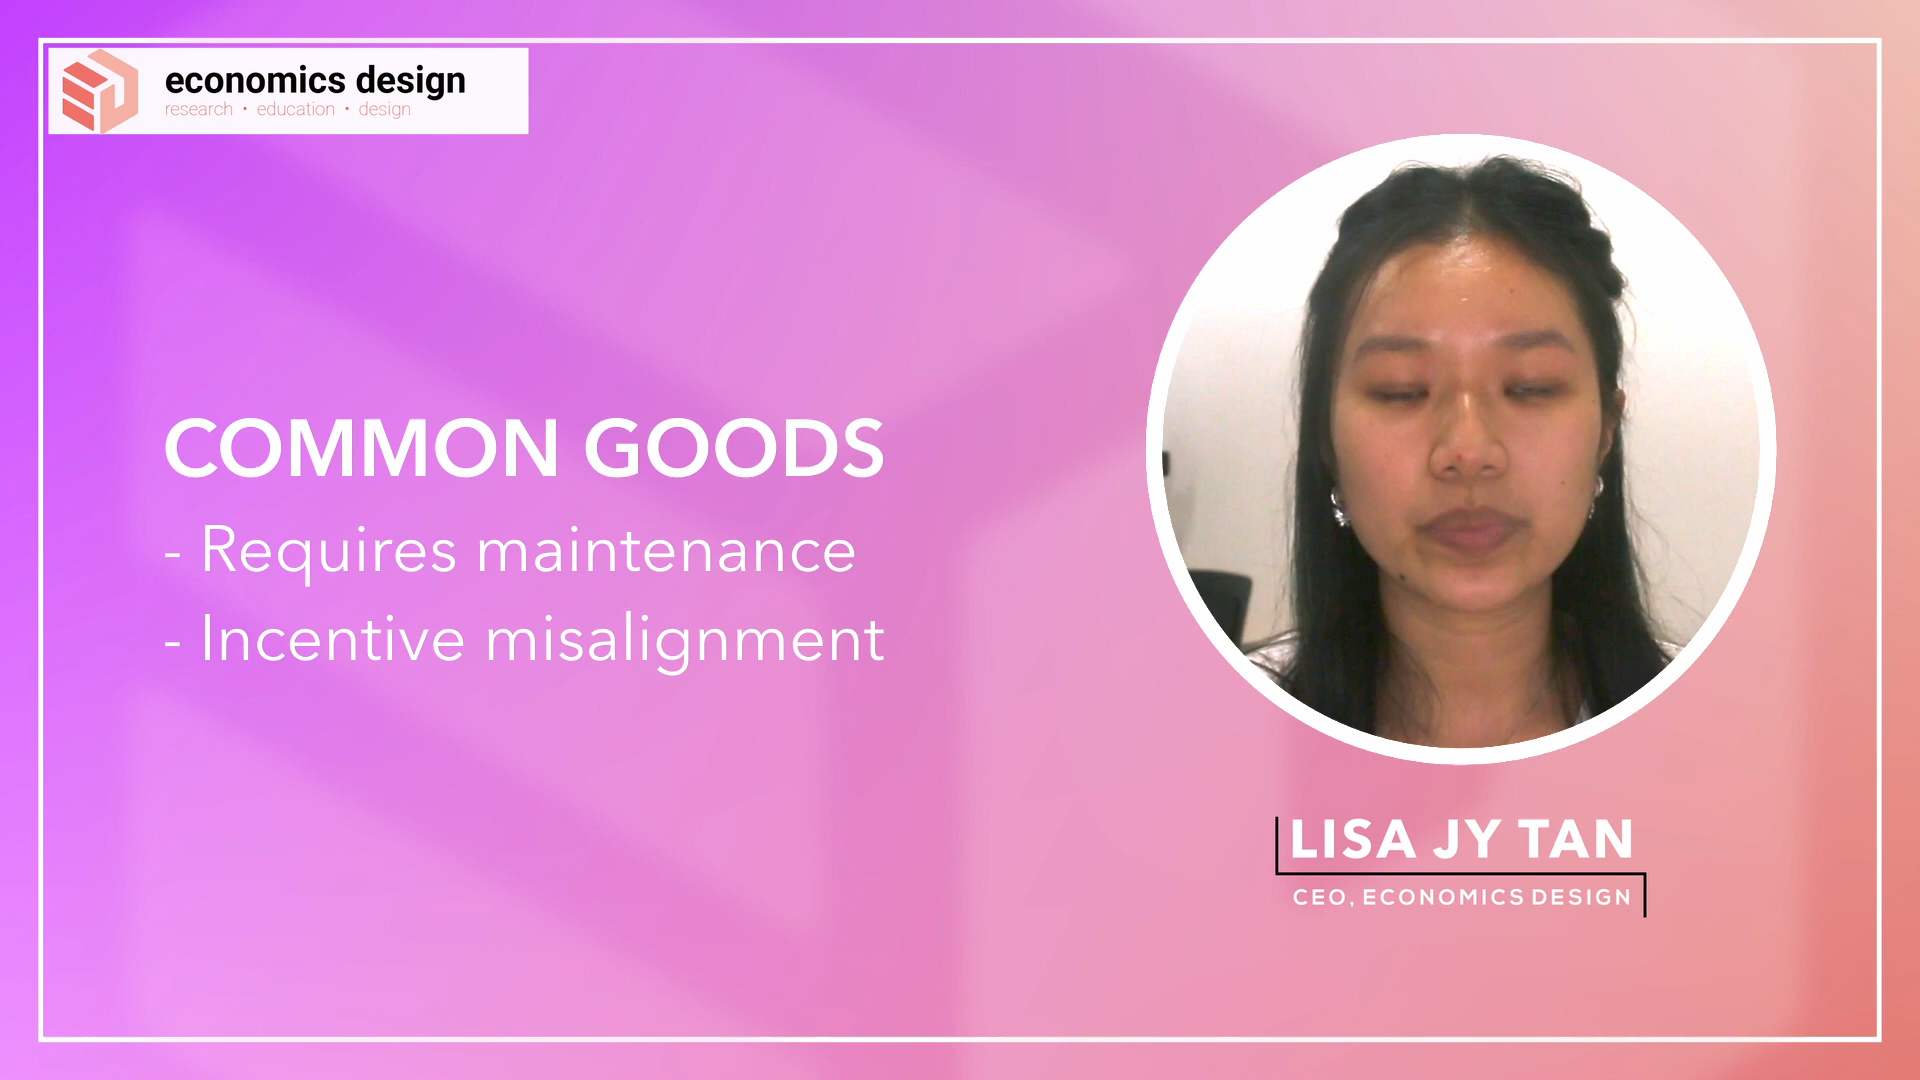 economics design
research • education • design
COMMON GOODS
- Requires maintenance
- Incentive misalignment
LISA JY TAN
CEO, ECONOMICS DESIGN